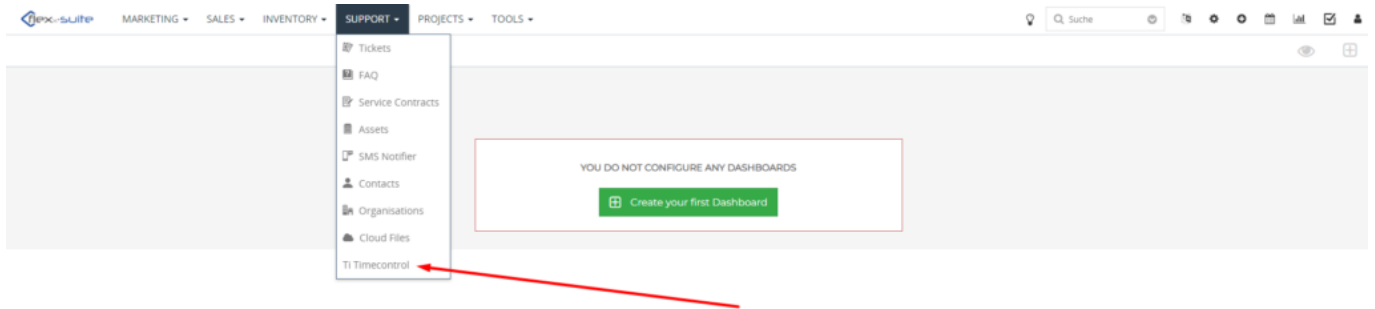 flex-suite MARKETING SALES INVENTORY SUPPORT PROJECTS TOOLS Suche
Tickets
FAQ
Service Contracts
Assets
SMS Notifier
Contacts
Organisations
Cloud Files
Ti Timecontrol
YOU DO NOT CONFIGURE ANY DASHBOARDS
Create your first Dashboard